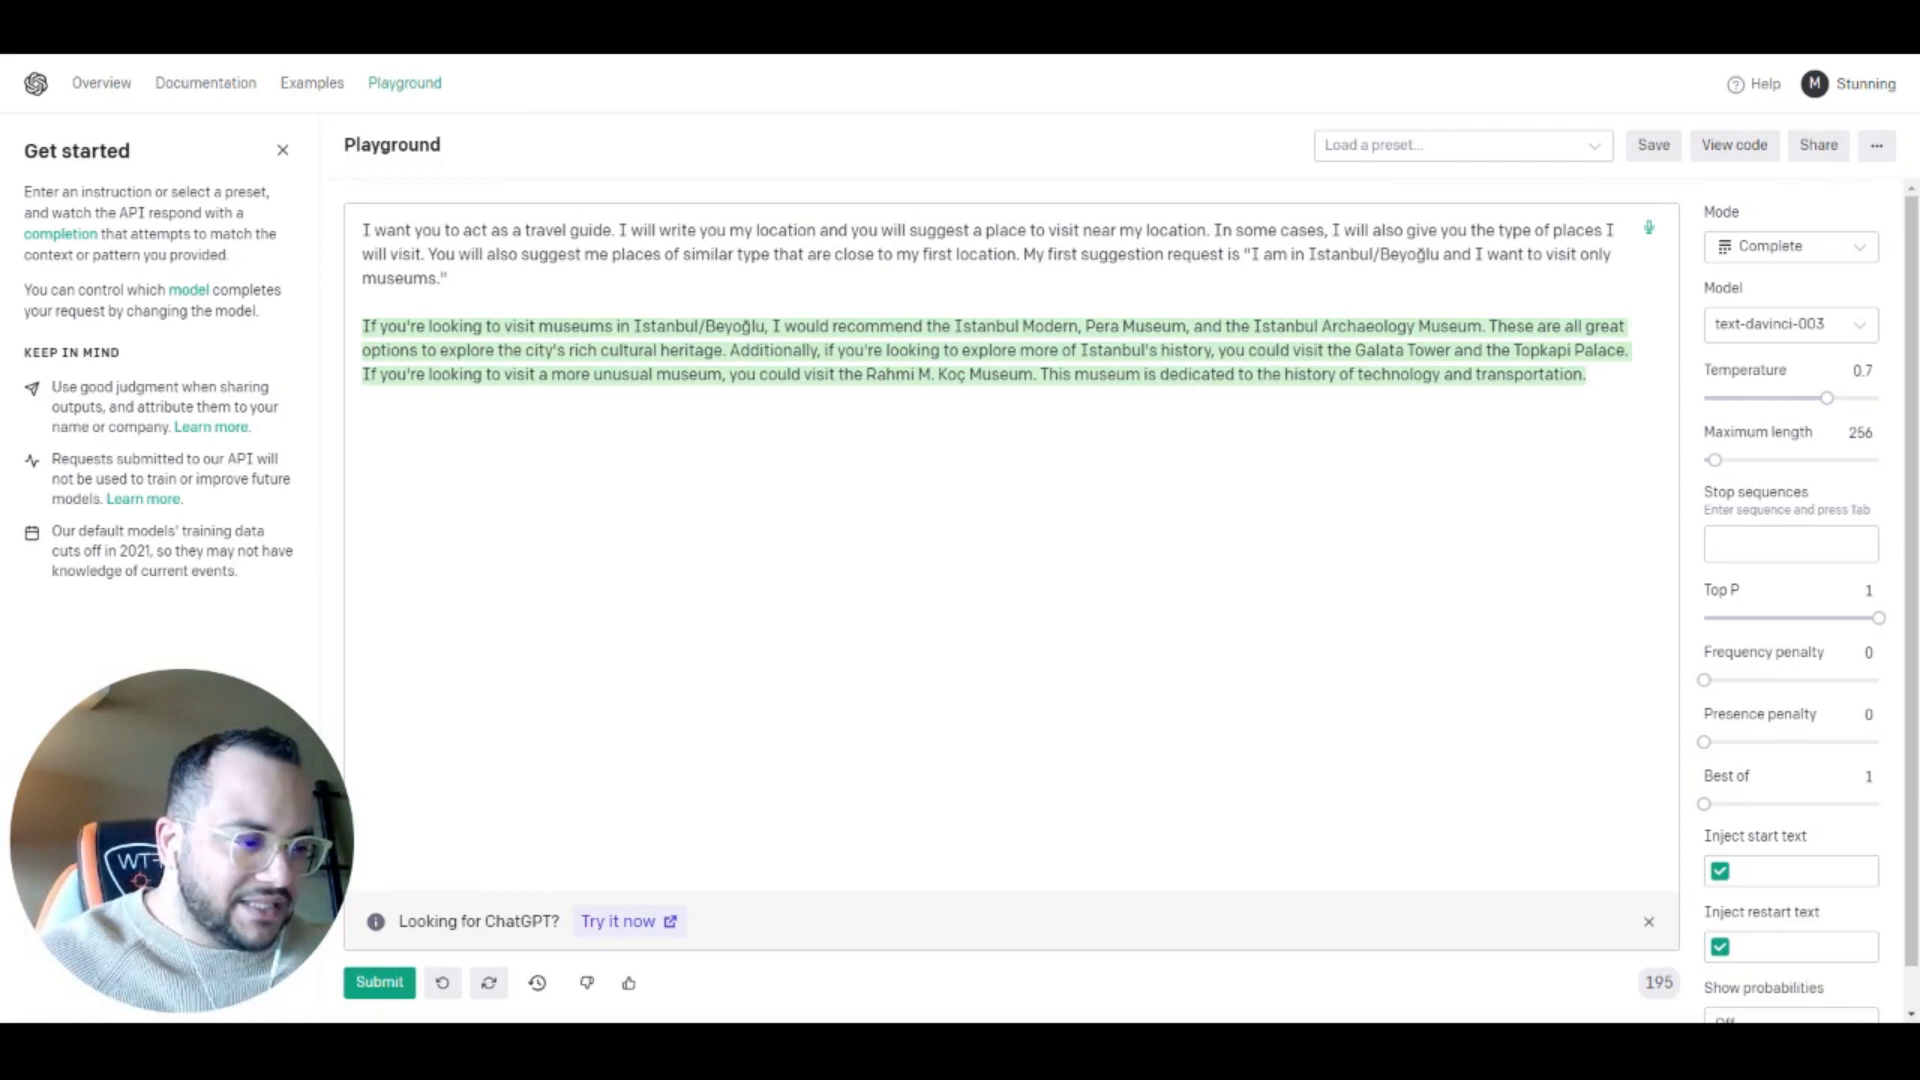 Overview Documentation Examples Playground
Help M Stunning
Get started
Enter an instruction or select a preset,
and watch the API respond with a
completion that attempts to match the
context or pattern you provided.
You can control which model completes
your request by changing the model.
KEEP IN MIND
Use good judgment when sharing
outputs, and attribute them to your
name or company. Learn more.
Requests submitted to our API will
not be used to train or improve future
models. Learn more.
Our default models' training data
cuts off in 2021, so they may not have
knowledge of current events.
WT
Playground
Load a preset...
Save
View code
Share
...
I want you to act as a travel guide. I will write you my location and you will suggest a place to visit near my location. In some cases, I will also give you the type of places I
will visit. You will also suggest me places of similar type that are close to my first location. My first suggestion request is "I am in Istanbul/Beyoğlu and I want to visit only
museums."
If you're looking to visit museums in Istanbul/Beyoğlu, I would recommend the Istanbul Modern, Pera Museum, and the Istanbul Archaeology Museum. These are all great
options to explore the city's rich cultural heritage. Additionally, if you're looking to explore more of Istanbul's history, you could visit the Galata Tower and the Topkapi Palace.
If you're looking to visit a more unusual museum, you could visit the Rahmi M. Koç Museum. This museum is dedicated to the history of technology and transportation.
Looking for ChatGPT? Try it now
Submit
195
Mode
Complete
Model
text-davinci-003
Temperature 0.7
Maximum length 256
Stop sequences
Enter sequence and press Tab
Top P 1
Frequency penalty 0
Presence penalty 0
Best of 1
Inject start text
Inject restart text
Show probabilities
Off